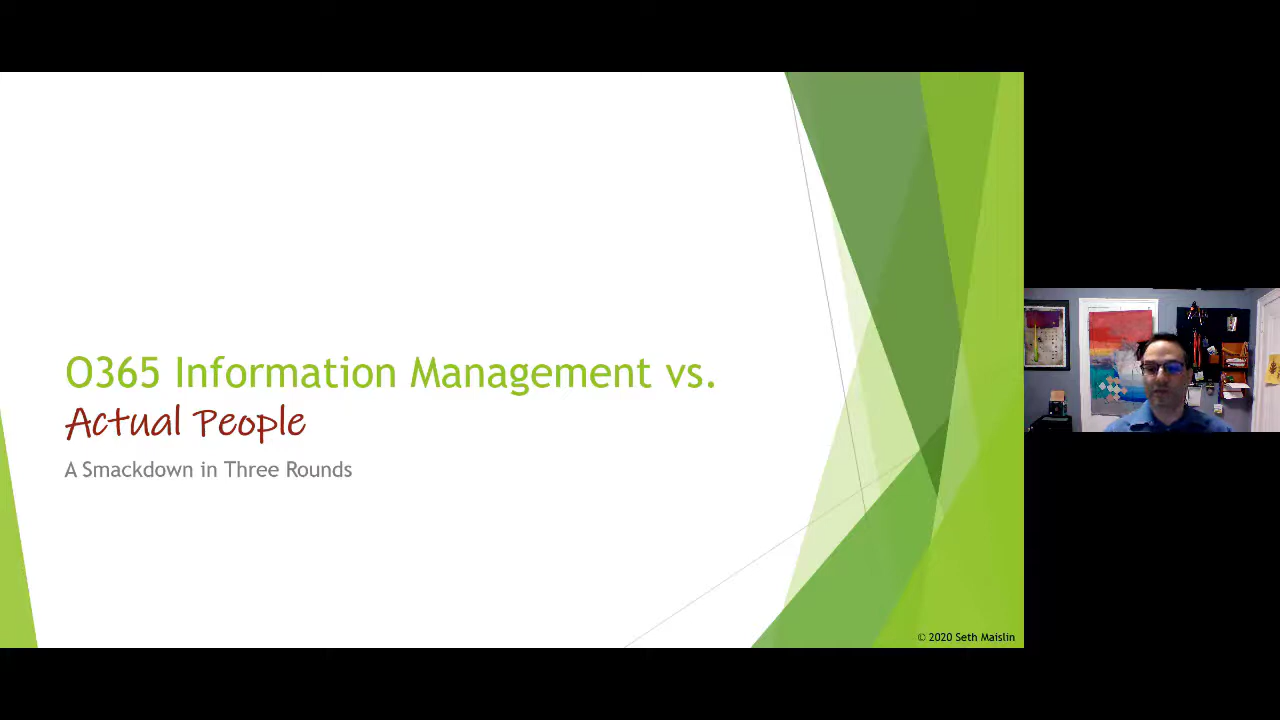 O365 Information Management vs.
Actual People
A Smackdown in Three Rounds
© 2020 Seth Maislin